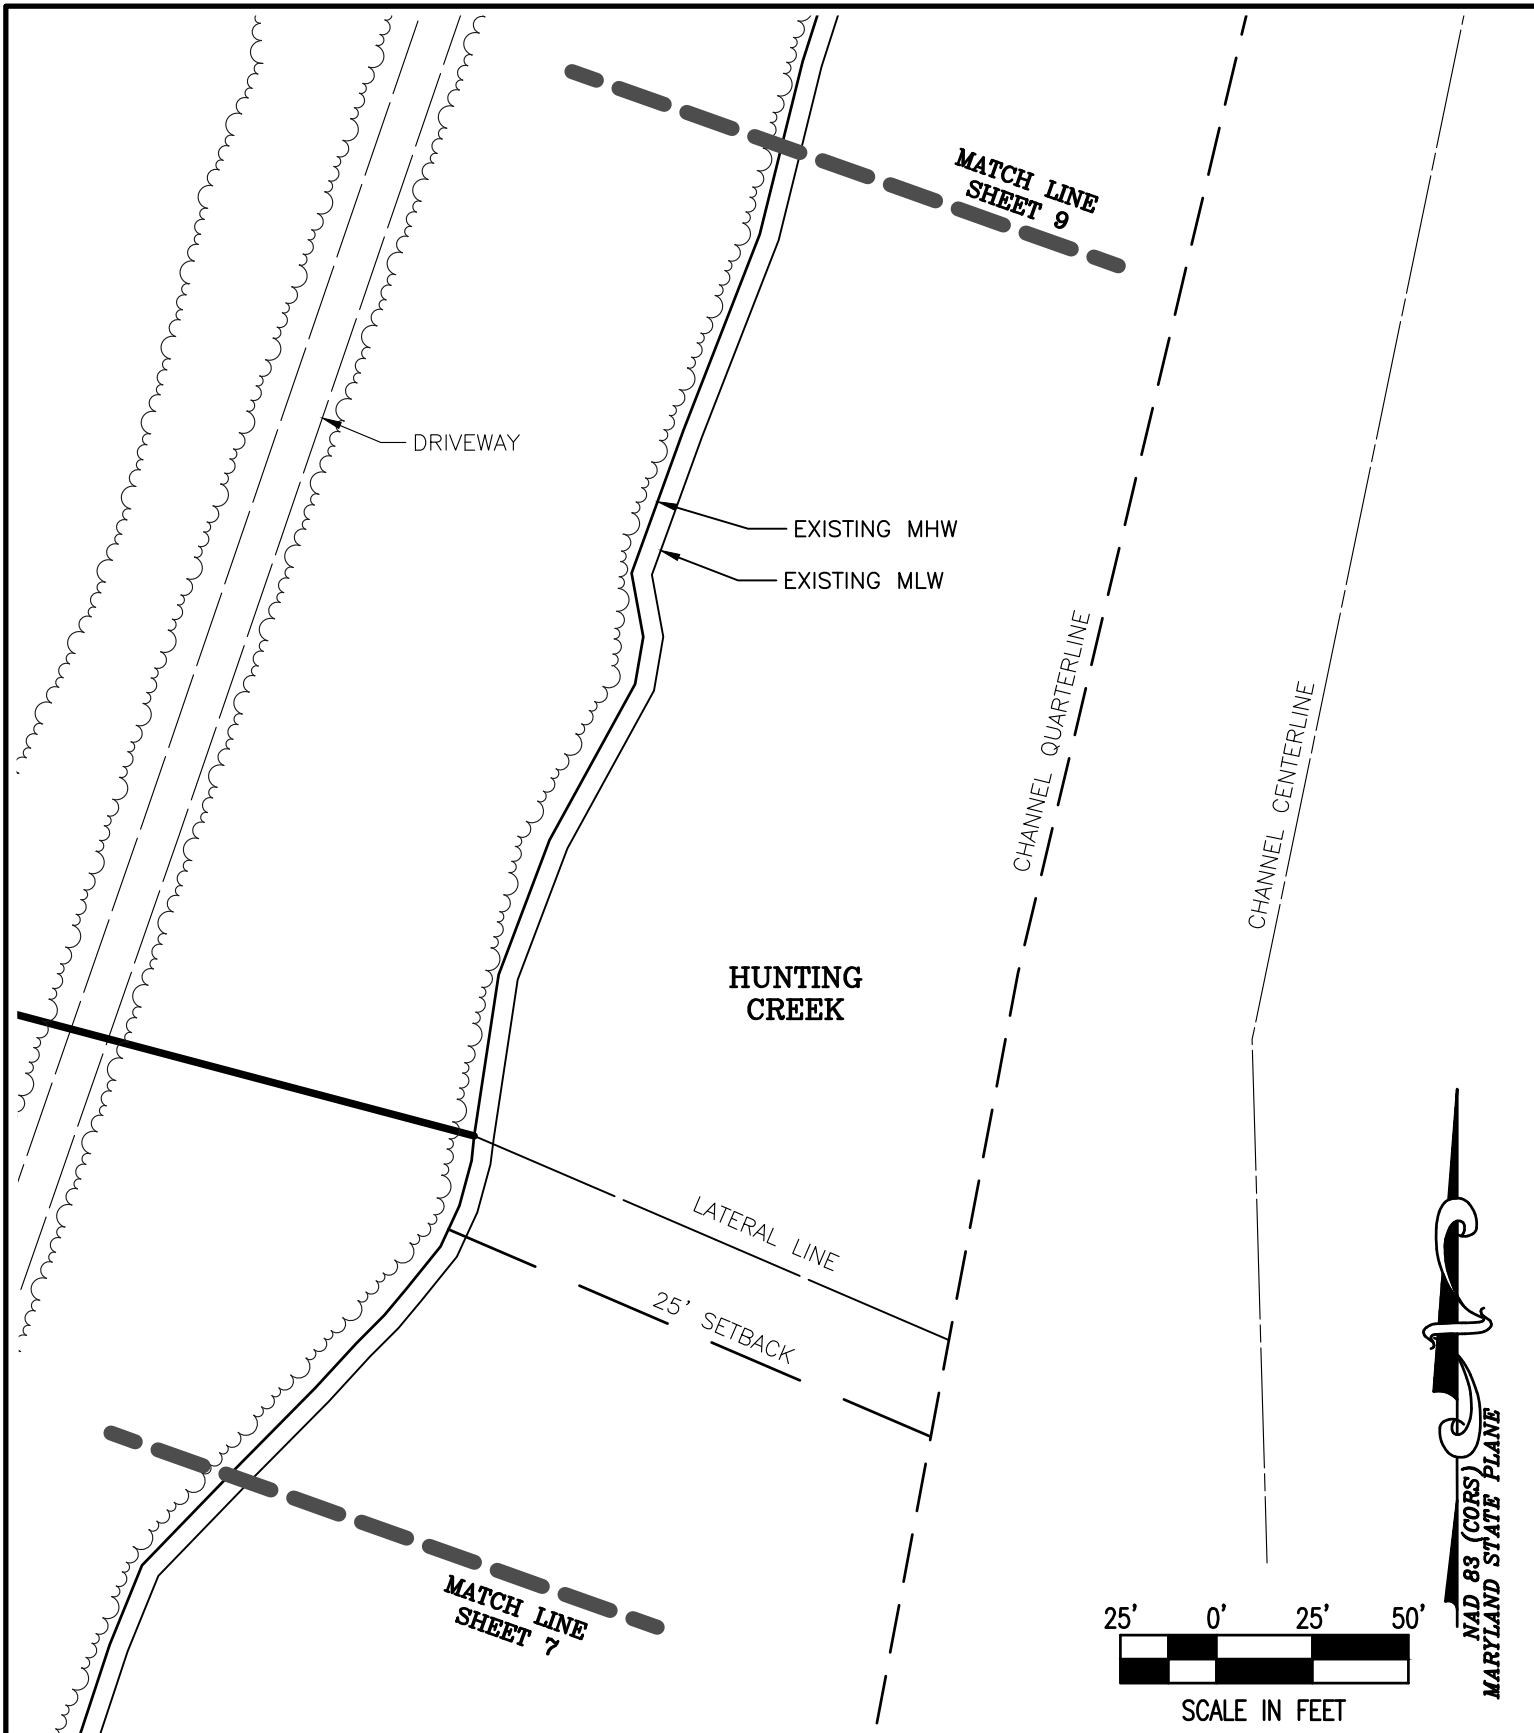 MATCH LINE
SHEET 9
DRIVEWAY
EXISTING MHW
EXISTING MLW
CHANNEL QUARTERLINE
CHANNEL CENTERLINE
HUNTING
CREEK
LATERAL LINE
25' SETBACK
MATCH LINE
SHEET 7
NAD 83 (CORS)
MARYLAND STATE PLANE
25' 0' 25' 50'
SCALE IN FEET